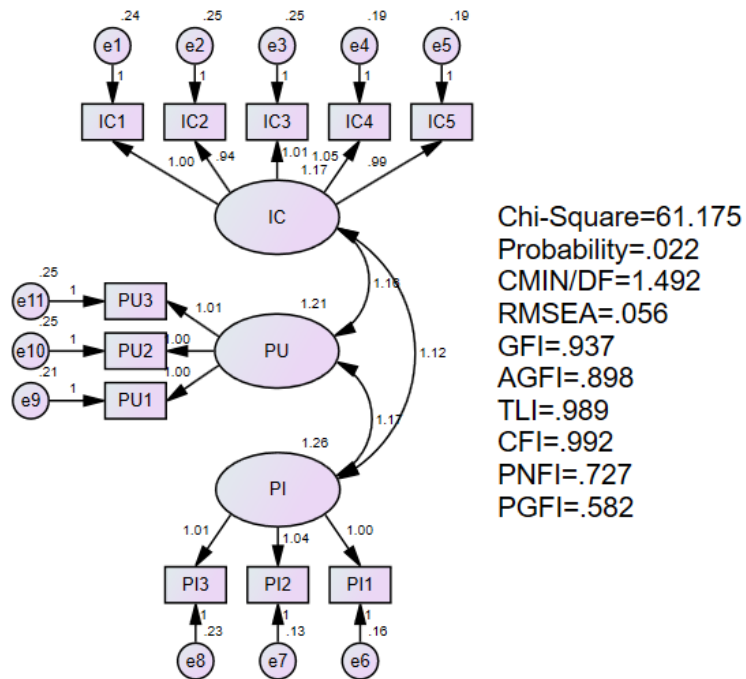 .24 .25 .25 .19 .19
e1 e2 e3 e4 e5
1 1 1 1 1
IC1 IC2 IC3 IC4 IC5
1.00 .94 1.01 1.05 .99
1.17
IC
1.16
.25
e11 1 PU3 1.01
.25
e10 1 PU2 1.00
.21
e9 1 PU1 1.00
1.21
PU
1.12
1.17
1.26
PI
1.01 1.04 1.00
PI3 PI2 PI1
1 1 1
.23 .13 .16
e8 e7 e6
Chi-Square=61.175
Probability=.022
CMIN/DF=1.492
RMSEA=.056
GFI=.937
AGFI=.898
TLI=.989
CFI=.992
PNFI=.727
PGFI=.582